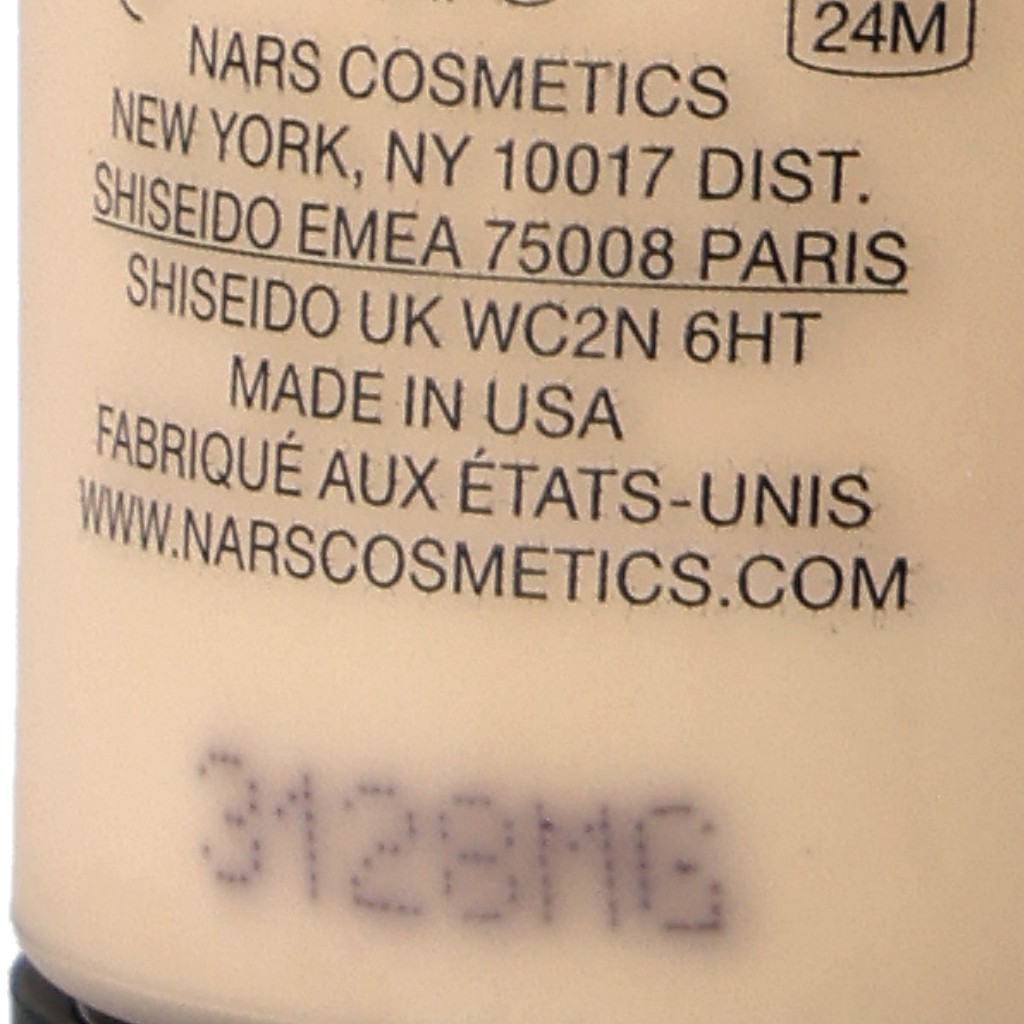 24M
NARS COSMETICS
NEW YORK, NY 10017 DIST.
SHISEIDO EMEA 75008 PARIS
SHISEIDO UK WC2N 6HT
MADE IN USA
FABRIQUÉ AUX ÉTATS-UNIS
WWW.NARSCOSMETICS.COM